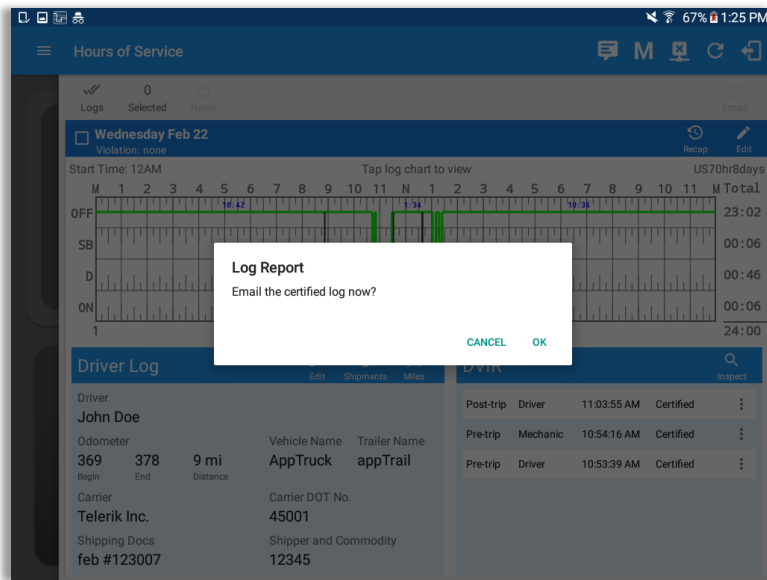 67% 1:25 PM
Hours of Service
M
Logs
0
Selected
Reset
Email
Wednesday Feb 22
Violation: none
Recap
Edit
Start Time: 12AM
Tap log chart to view
US70hr8days
M 1 2 3 4 5 6 7 8 9 10 11 N 1 2 3 4 5 6 7 8 9 10 11 M Total
OFF 10:42 1:34 10:36 23:02
SB 00:06
D 00:46
ON 00:06
1 24:00
Log Report
Email the certified log now?
CANCEL OK
Driver Log
Edit Shipments Miles
DVIR
Inspect
Driver
John Doe
Odometer
369 378 9 mi
Begin End Distance
Vehicle Name Trailer Name
AppTruck appTrail
Carrier
Telerik Inc.
Carrier DOT No.
45001
Shipping Docs
feb #123007
Shipper and Commodity
12345
Post-trip Driver 11:03:55 AM Certified
Pre-trip Mechanic 10:54:16 AM Certified
Pre-trip Driver 10:53:39 AM Certified